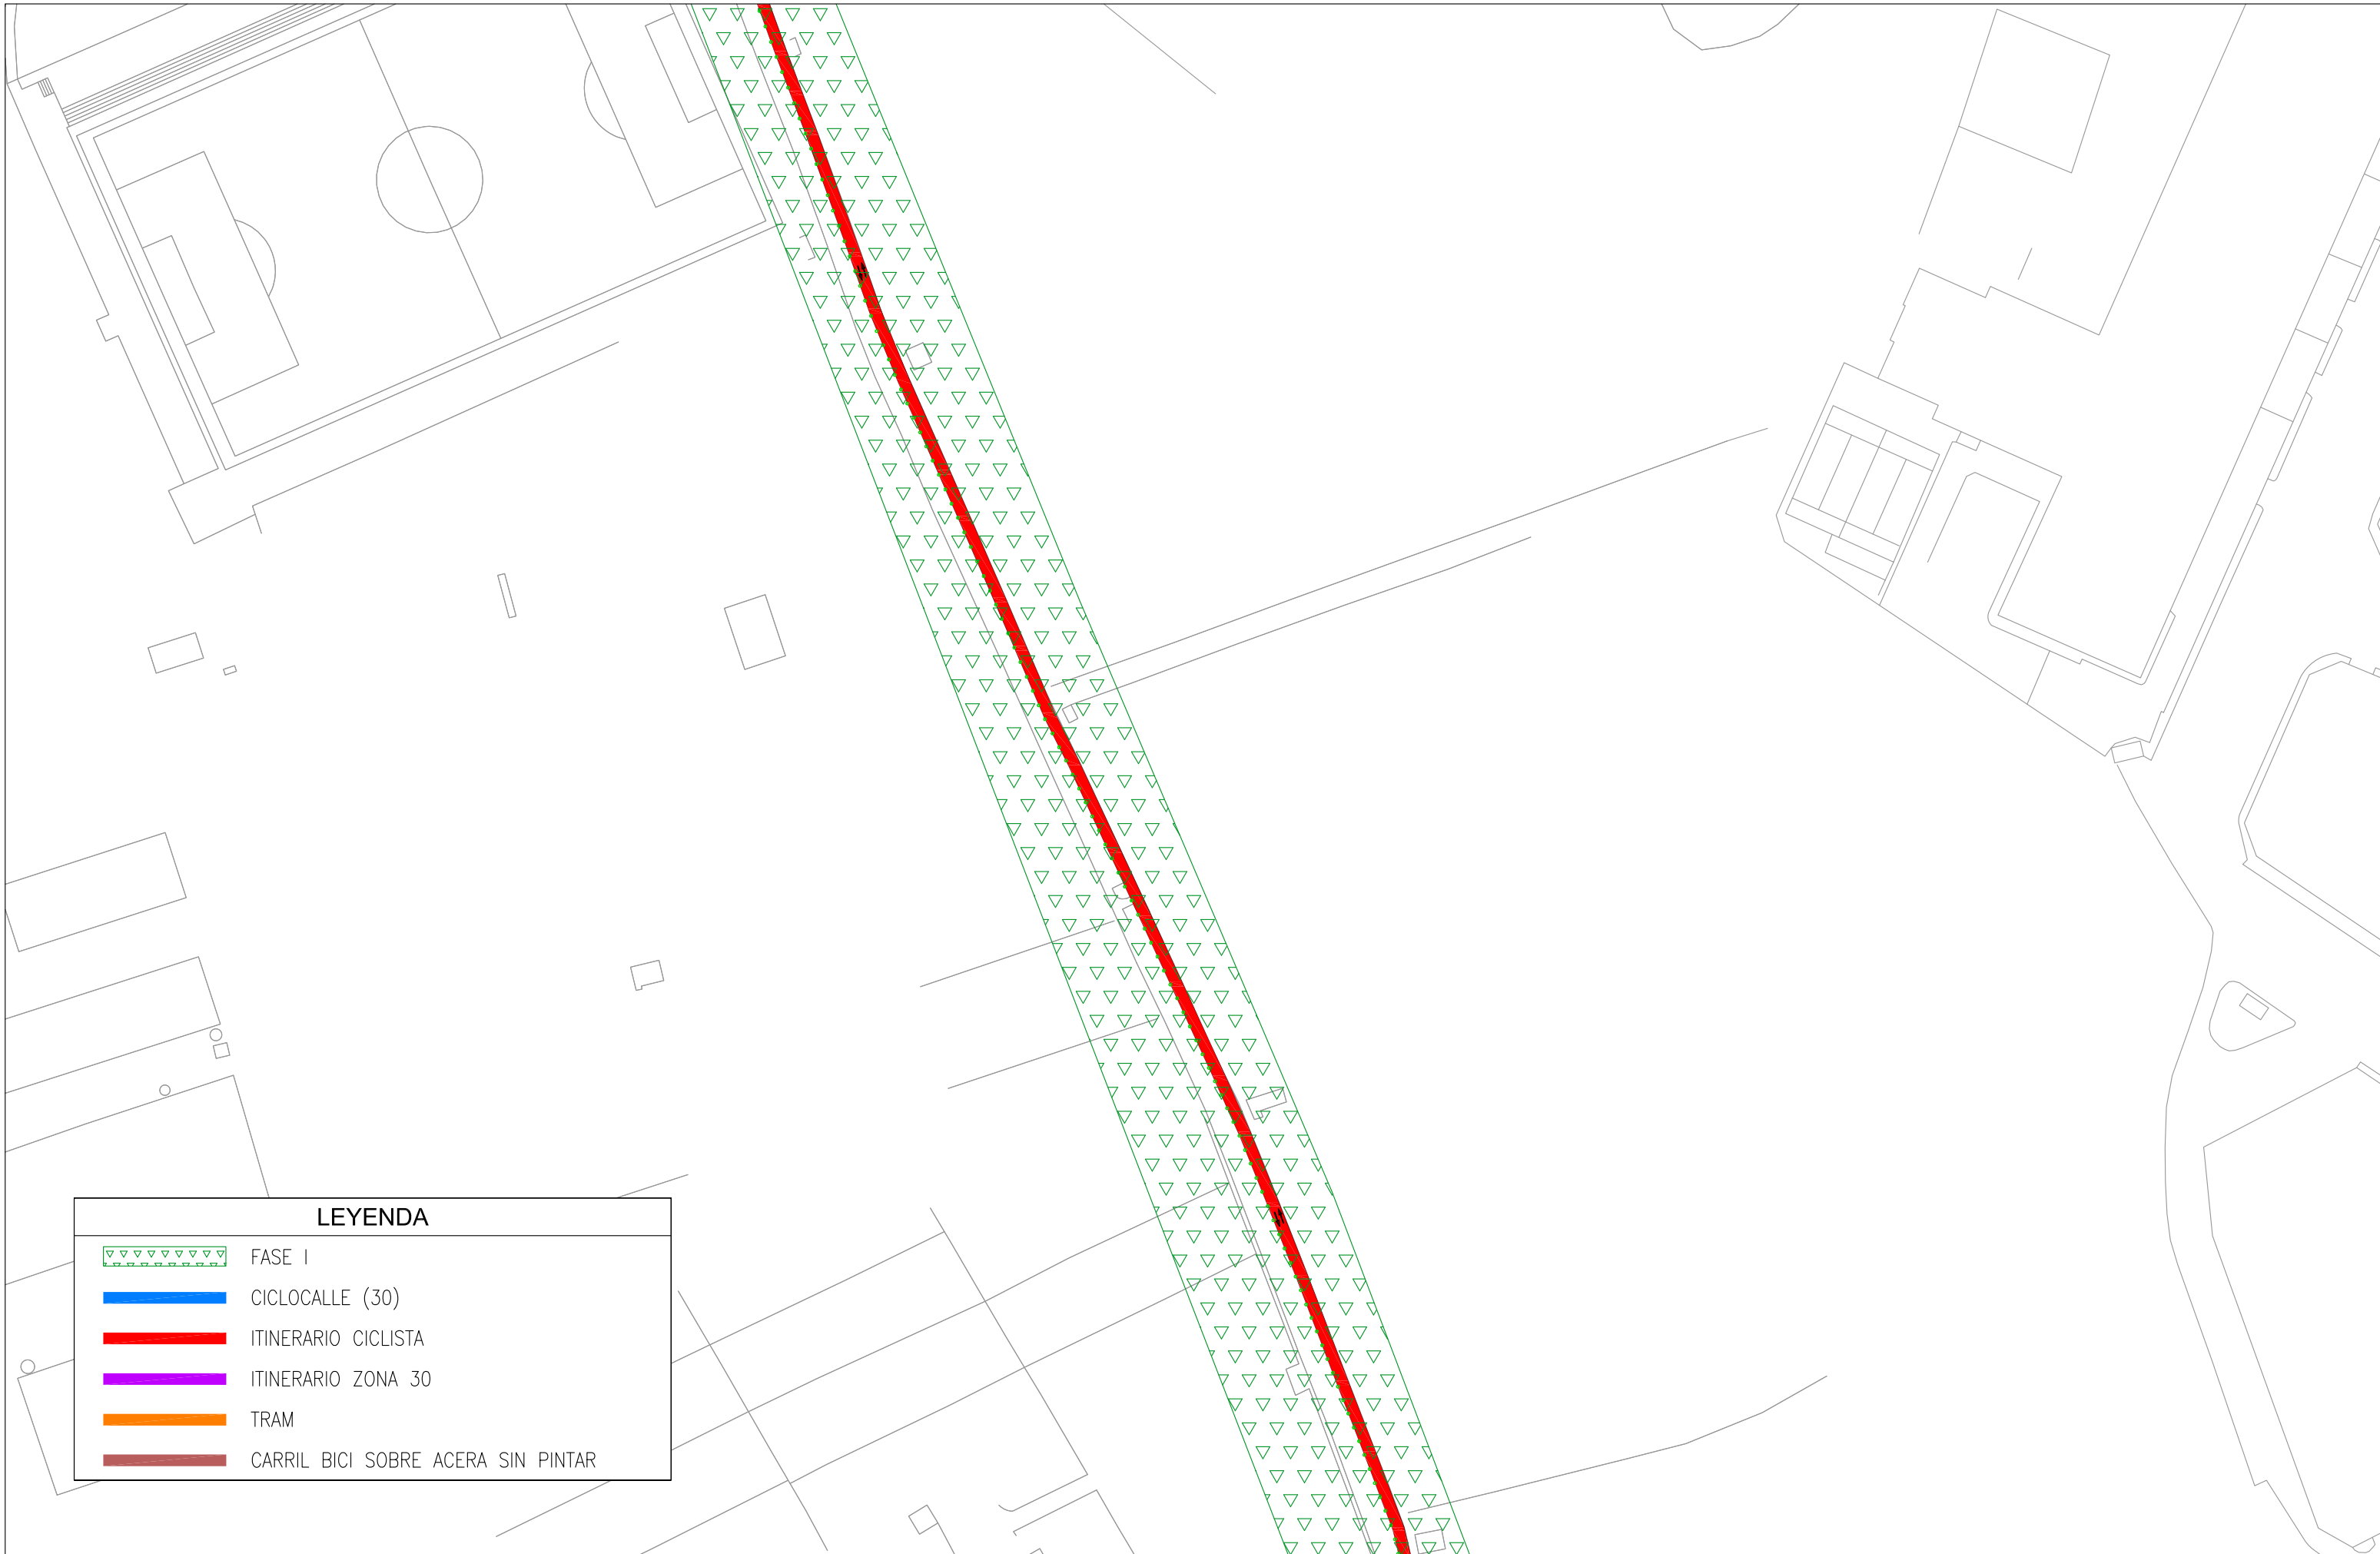 LEYENDA
FASE I
CICLOCALLE (30)
ITINERARIO CICLISTA
ITINERARIO ZONA 30
TRAM
CARRIL BICI SOBRE ACERA SIN PINTAR